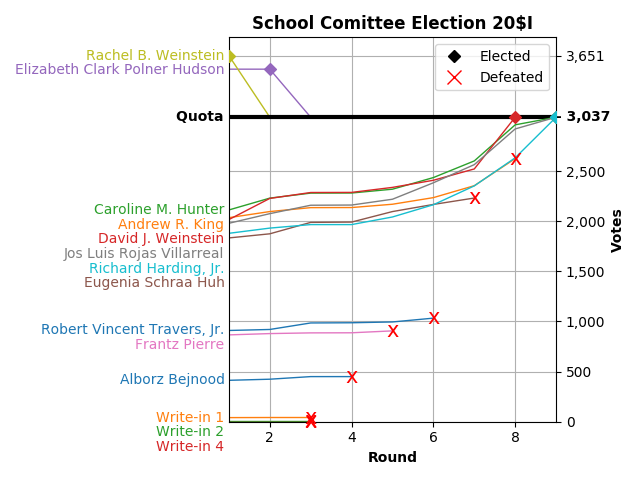 School Comittee Election 20$I
Rachel B. Weinstein
Elizabeth Clark Polner Hudson
Quota
Caroline M. Hunter
Andrew R. King
David J. Weinstein
Jos Luis Rojas Villarreal
Richard Harding, Jr.
Eugenia Schraa Huh
Robert Vincent Travers, Jr.
Frantz Pierre
Alborz Bejnood
Write-in 1
Write-in 2
Write-in 4
Elected
Defeated
3,651
3,037
2,500
2,000
1,500
1,000
500
0
Votes
2 4 6 8
Round